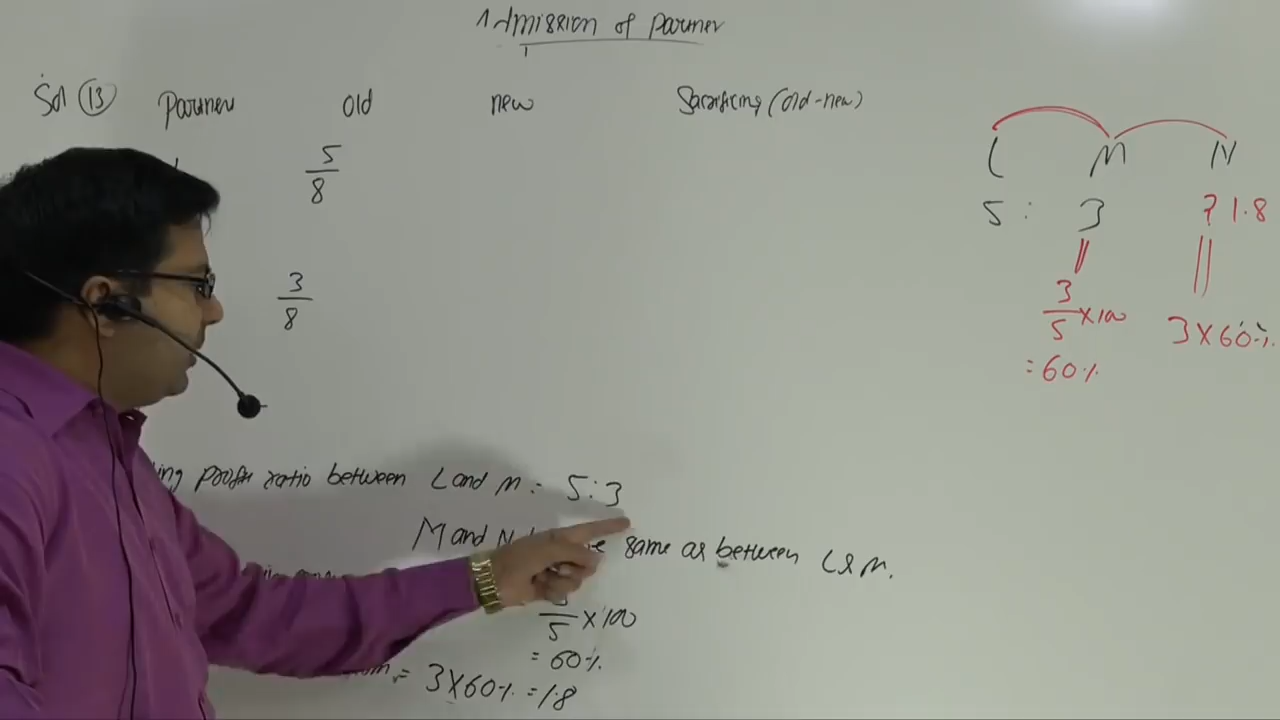 Admission of partner
Sol (13) Partner old new Sacrificing (old-new)
L M N
5 : 3 ? 1.8
5/8
3/5 × 100 3 × 60%
= 60%
3/8
profit ratio between L and M = 5:3
M and same as between L & M.
5 × 100
= 60%
= 3 × 60% = 1.8